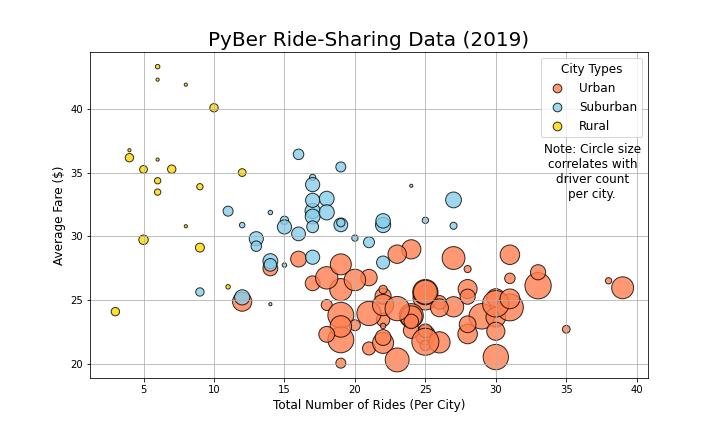 PyBer Ride-Sharing Data (2019)
City Types
Urban
Suburban
Rural
Note: Circle size
correlates with
driver count
per city.
Average Fare ($)
40
35
30
25
20
5
10
15
20
25
30
35
40
Total Number of Rides (Per City)